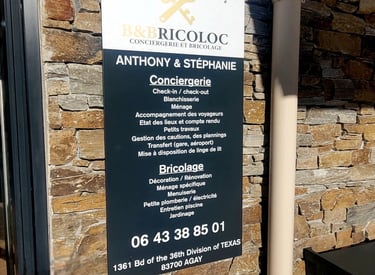 B&BRICOLOC
CONCIERGERIE ET BRICOLAGE
ANTHONY & STÉPHANIE
Conciergerie
Check-in / check-out
Blanchisserie
Ménage
Accompagnement des voyageurs
Etat des lieux et compte rendu
Petits travaux
Gestion des cautions, des plannings
Transfert (gare, aéroport)
Mise à disposition de linge de lit
Bricolage
Décoration / Rénovation
Ménage spécifique
Menuiserie
Petite plomberie / électricité
Entretien piscine
Jardinage
06 43 38 85 01
1361 Bd of the 36th Division of TEXAS
83700 AGAY